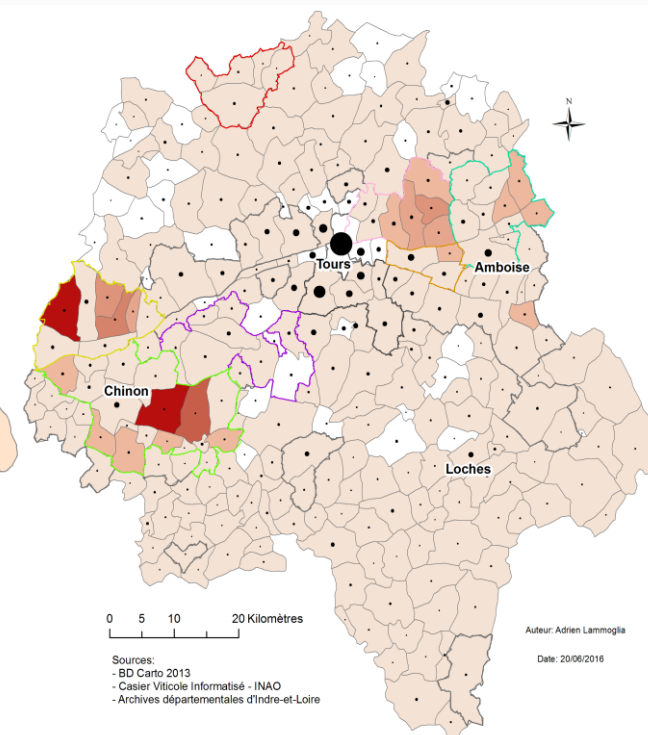 N
Tours
Amboise
Chinon
Loches
0 5 10 20 Kilomètres
Auteur: Adrien Lammoglia
Date: 20/06/2016
Sources:
- BD Carto 2013
- Casier Viticole Informatisé - INAO
- Archives départementales d'Indre-et-Loire